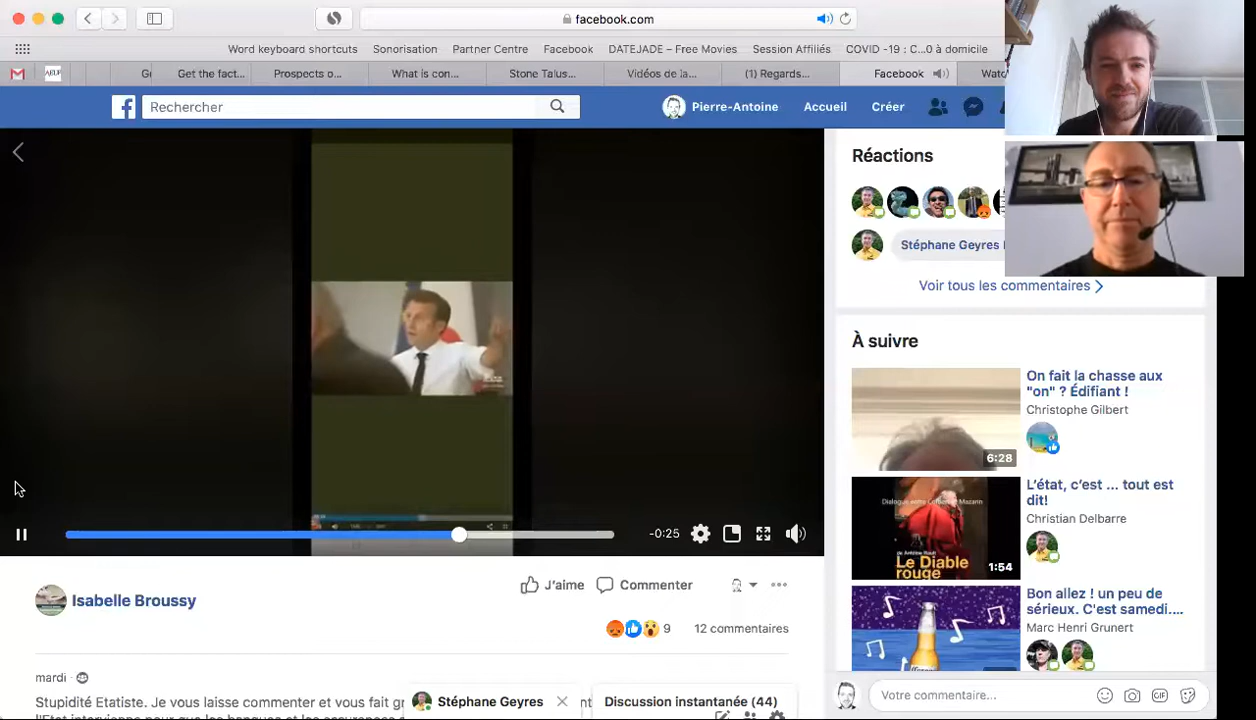 facebook.com
Word keyboard shortcuts Sonorisation Partner Centre Facebook DATEJADE – Free Movies Session Affiliés COVID -19 : C...0 à domicile
Get the fact... Prospects o... What is con... Stone Talus... Vidéos de la... (1) Regards... Facebook Watc
Rechercher
Pierre-Antoine Accueil Créer
Réactions
Stéphane Geyres
Voir tous les commentaires
À suivre
On fait la chasse aux
"on" ? Édifiant !
Christophe Gilbert
6:28
L'état, c'est ... tout est
dit!
Christian Delbarre
Le Diable
rouge
1:54
Bon allez ! un peu de
sérieux. C'est samedi....
Marc Henri Grunert
-0:25
Isabelle Broussy
J'aime Commenter
9 12 commentaires
mardi
Stupidité Etatiste. Je vous laisse commenter et vous fait
Stéphane Geyres
Discussion instantanée (44)
Votre commentaire...
GIF